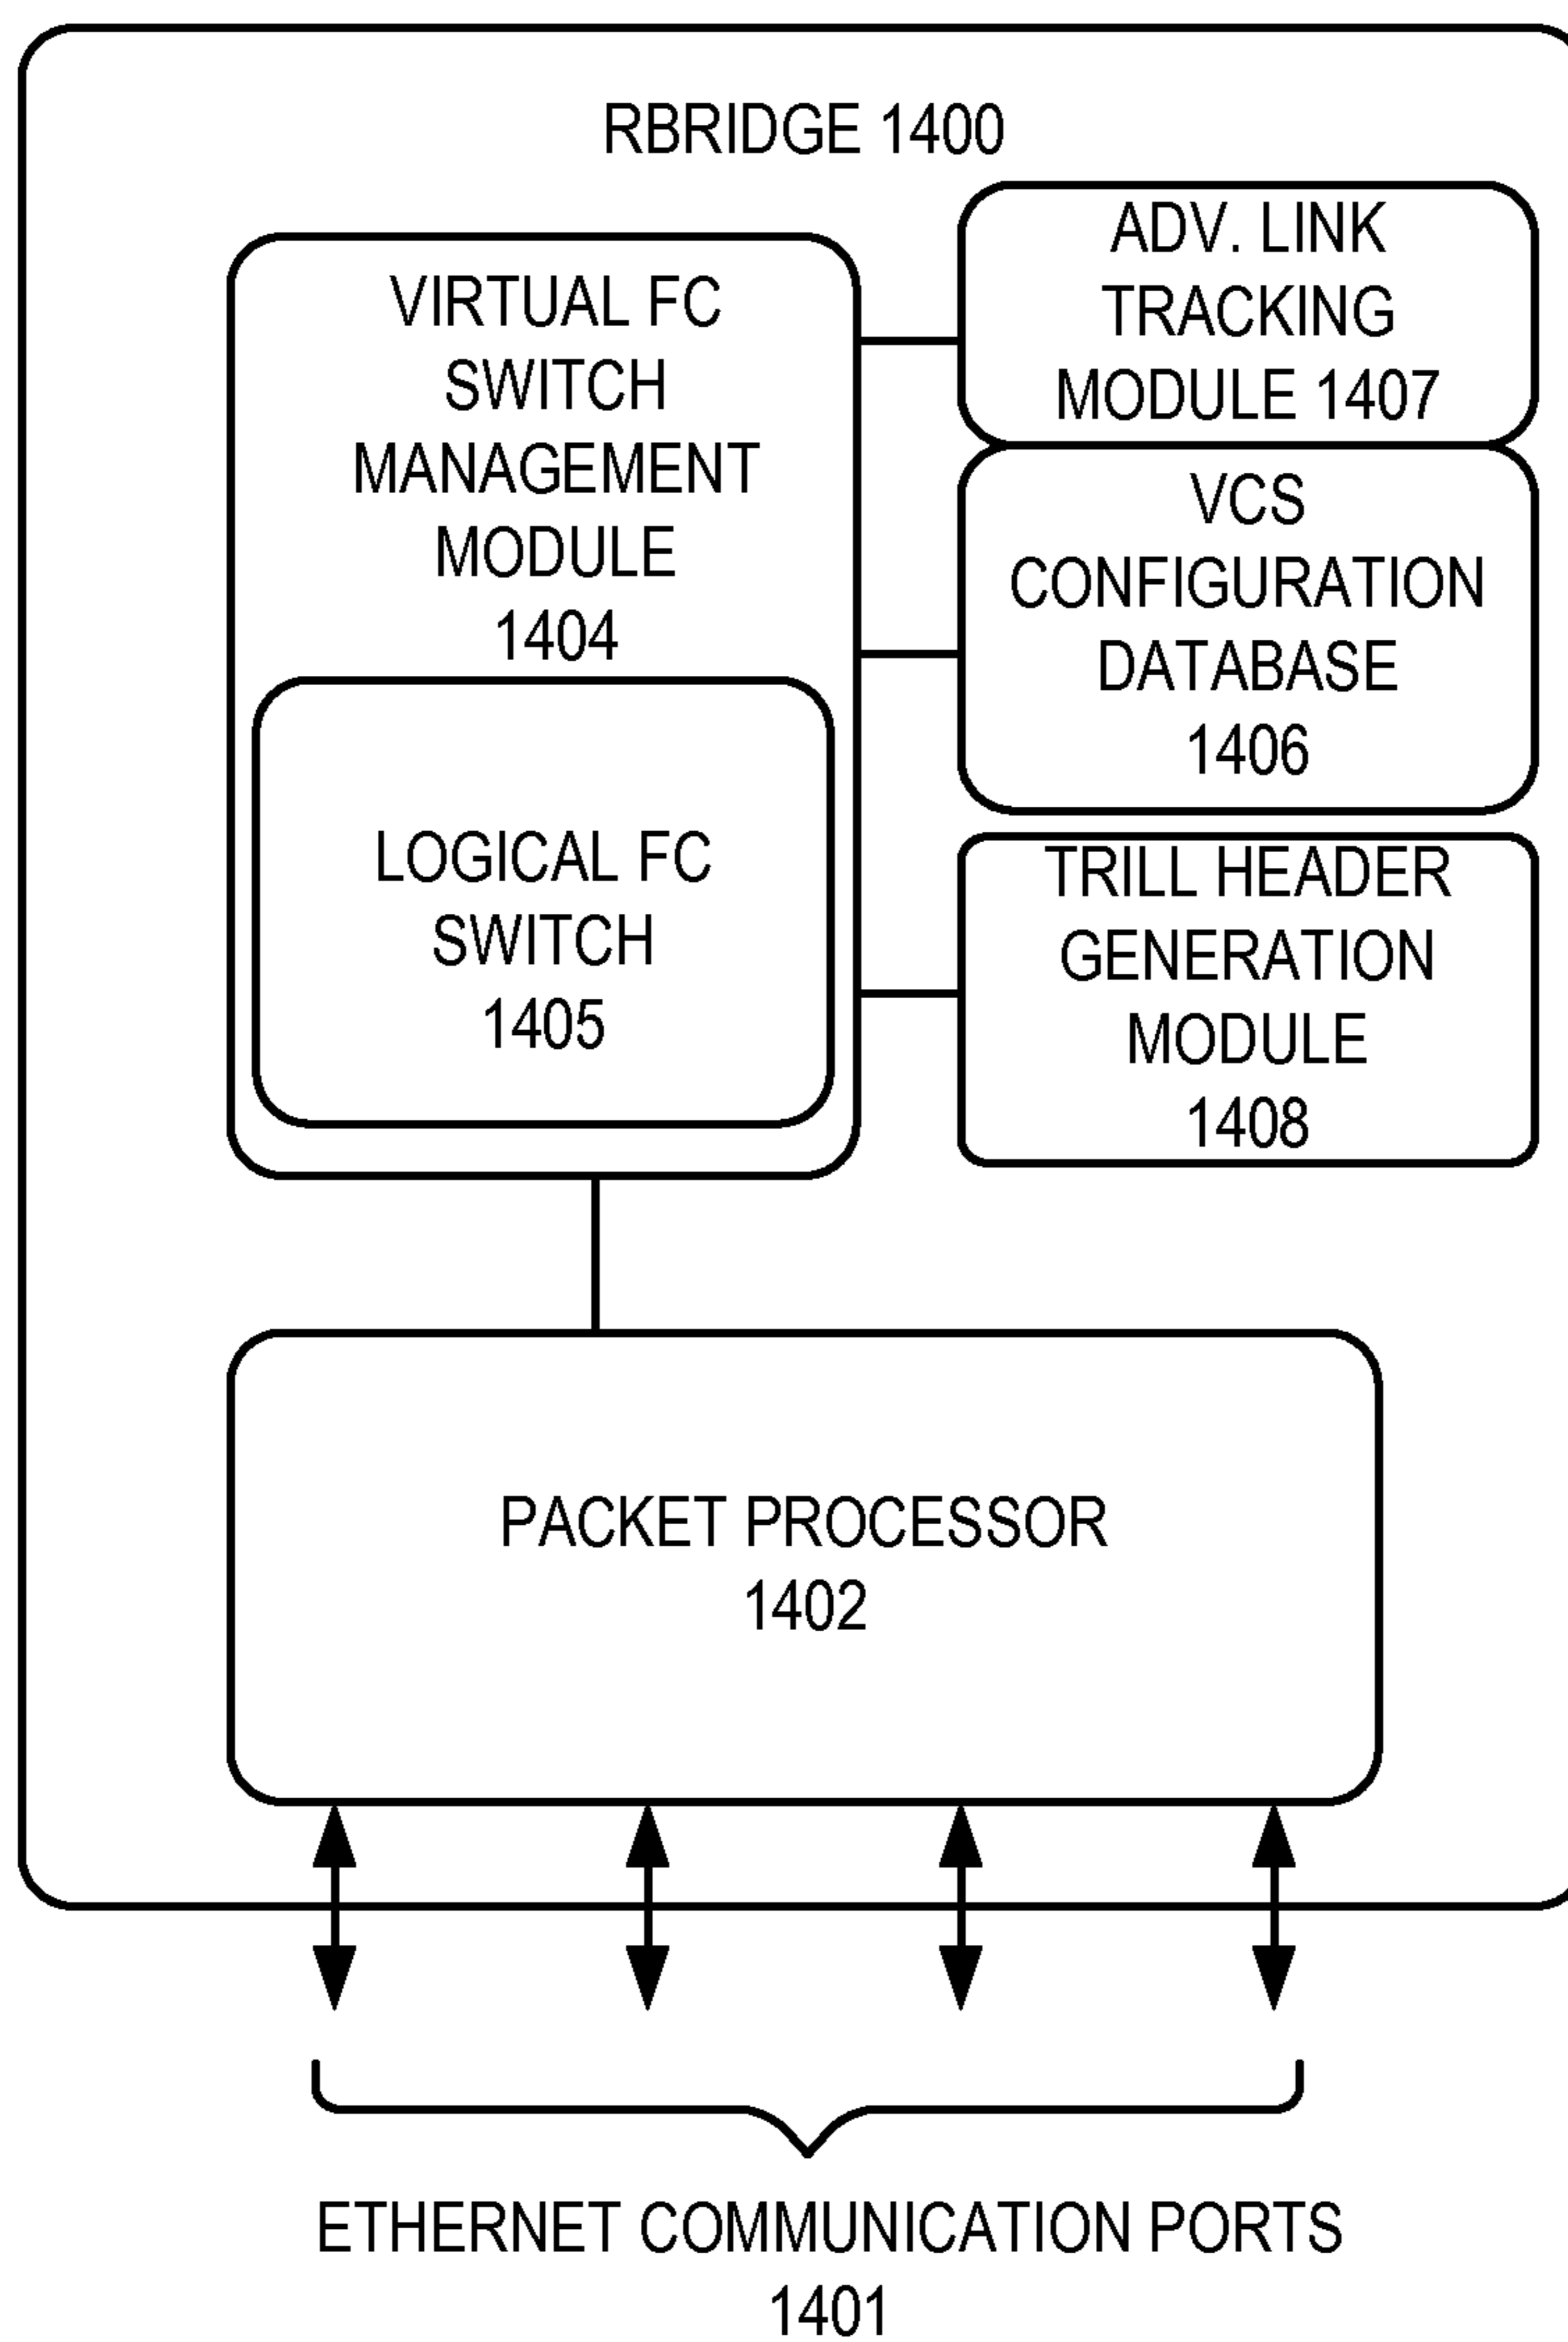 RBRIDGE 1400
VIRTUAL FC
SWITCH
MANAGEMENT
MODULE
1404
LOGICAL FC
SWITCH
1405
ADV. LINK
TRACKING
MODULE 1407
VCS
CONFIGURATION
DATABASE
1406
TRILL HEADER
GENERATION
MODULE
1408
PACKET PROCESSOR
1402
ETHERNET COMMUNICATION PORTS
1401